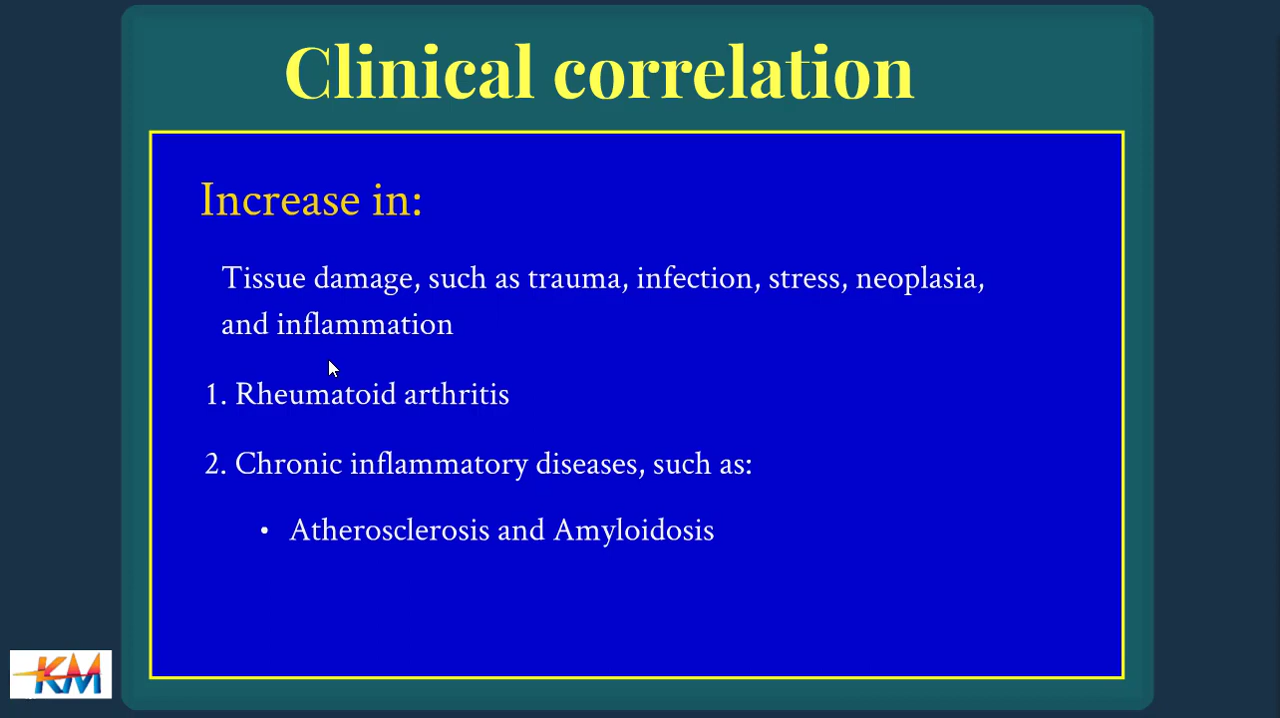 Clinical correlation
Increase in:
Tissue damage, such as trauma, infection, stress, neoplasia,
and inflammation
1. Rheumatoid arthritis
2. Chronic inflammatory diseases, such as:
• Atherosclerosis and Amyloidosis
KM